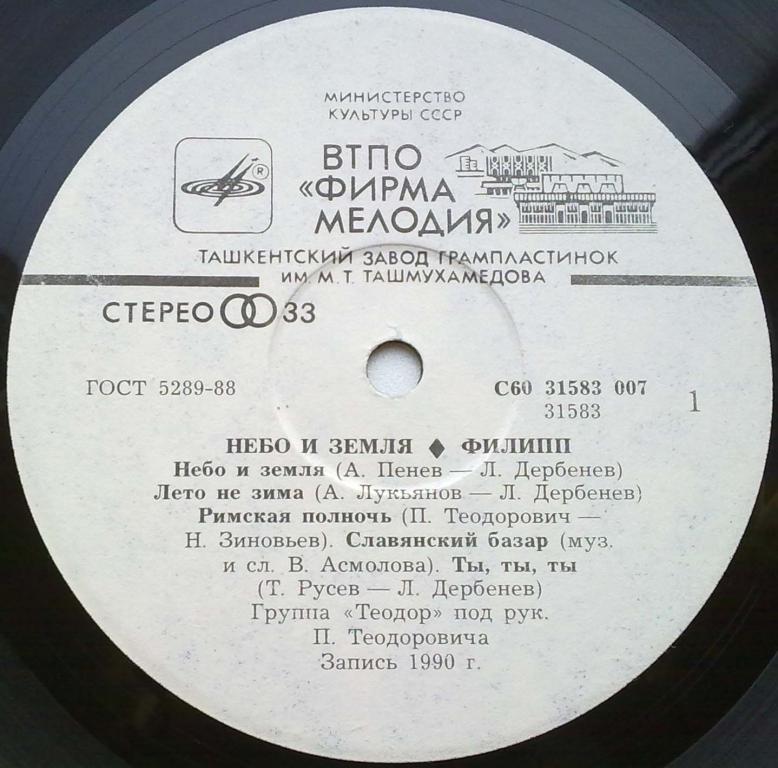 МИНИСТЕРСТВО
КУЛЬТУРЫ СССР
®
ВТПО
«ФИРМА
МЕЛОДИЯ»
ТАШКЕНТСКИЙ ЗАВОД ГРАМПЛАСТИНОК
ИМ. М. Т. ТАШМУХАМЕДОВА
СТЕРЕО 33
ГОСТ 5289-88
С60 31583 007
31583
1
НЕБО И ЗЕМЛЯ ♦ ФИЛИПП
Небо и земля (А. Пенев — Л. Дербенев)
Лето не зима (А. Лукьянов — Л. Дербенев)
Римская полночь (П. Теодорович —
Н. Зиновьев). Славянский базар (муз.
и сл. В. Асмолова). Ты, ты, ты
(Т. Русев — Л. Дербенев)
Группа «Теодор» под рук.
П. Теодоровича
Запись 1990 г.